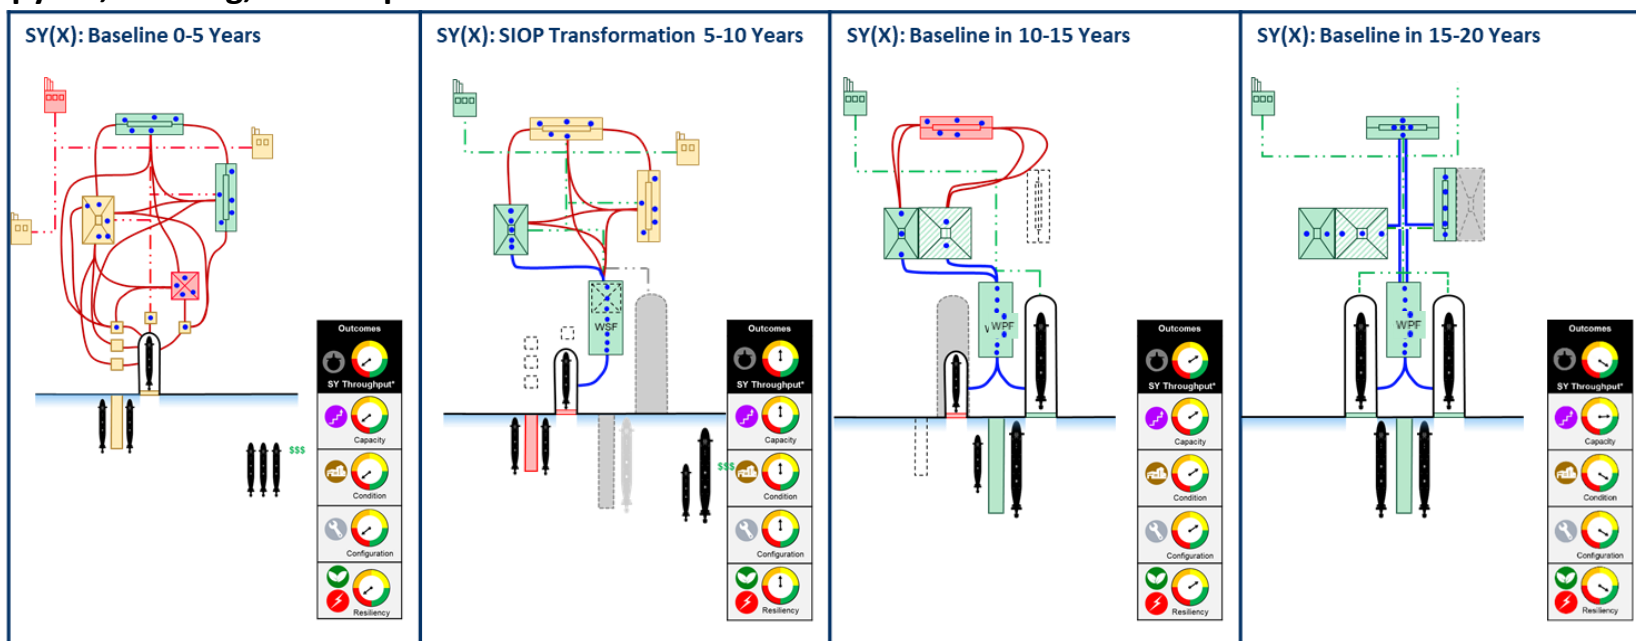 SY(X): Baseline 0-5 Years
$$$
Outcomes
SY Throughput*
Capacity
Condition
Configuration
Resiliency
SY(X): SIOP Transformation 5-10 Years
WSF
$$$
Outcomes
SY Throughput*
Capacity
Condition
Configuration
Resiliency
SY(X): Baseline in 10-15 Years
WPF
Outcomes
SY Throughput*
Capacity
Condition
Configuration
Resiliency
SY(X): Baseline in 15-20 Years
WPF
Outcomes
SY Throughput*
Capacity
Condition
Configuration
Resiliency